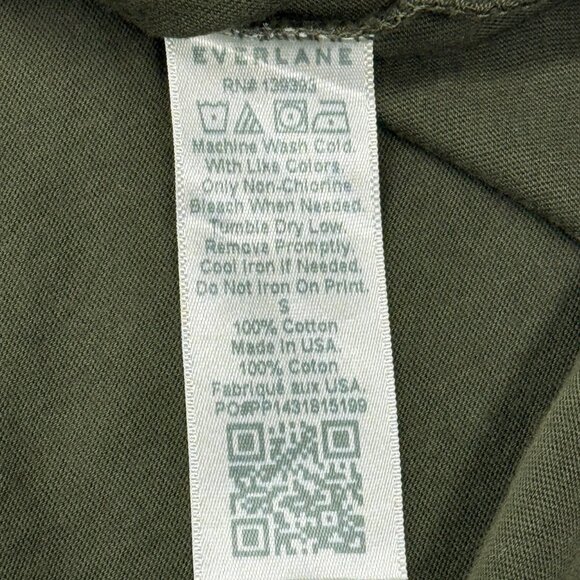 EVERLANE
RN# 139393
Machine Wash Cold.
With Like Colors,
Only Non-Chlorine
Bleach When Needed.
Tumble Dry Low.
Remove Promptly.
Cool Iron if Needed.
Do Not Iron On Print.
S
100% Cotton
Made In USA.
100% Coton
Fabriqué aux USA.
PO#PP1431815199